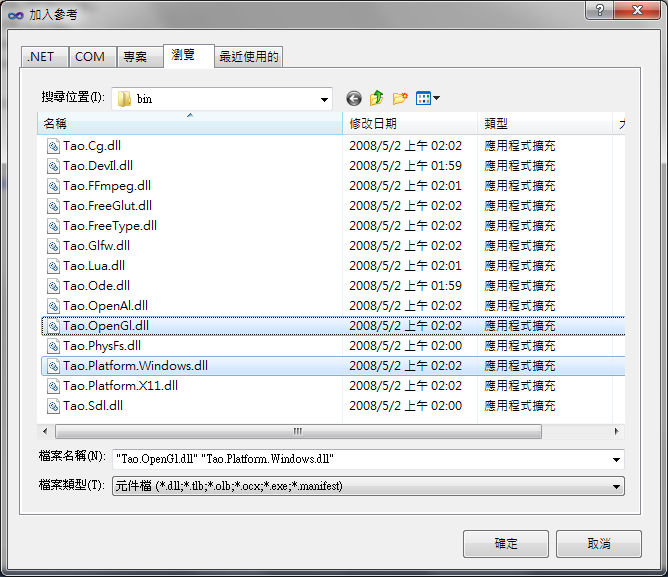 加入參考
.NET COM 專案 瀏覽 最近使用的
搜尋位置(I): bin
名稱 修改日期 類型
Tao.Cg.dll 2008/5/2 上午 02:02 應用程式擴充
Tao.DevIl.dll 2008/5/2 上午 01:59 應用程式擴充
Tao.FFmpeg.dll 2008/5/2 上午 02:01 應用程式擴充
Tao.FreeGlut.dll 2008/5/2 上午 02:02 應用程式擴充
Tao.FreeType.dll 2008/5/2 上午 02:02 應用程式擴充
Tao.Glfw.dll 2008/5/2 上午 02:02 應用程式擴充
Tao.Lua.dll 2008/5/2 上午 02:01 應用程式擴充
Tao.Ode.dll 2008/5/2 上午 01:59 應用程式擴充
Tao.OpenAl.dll 2008/5/2 上午 02:02 應用程式擴充
Tao.OpenGl.dll 2008/5/2 上午 02:02 應用程式擴充
Tao.PhysFs.dll 2008/5/2 上午 02:00 應用程式擴充
Tao.Platform.Windows.dll 2008/5/2 上午 02:02 應用程式擴充
Tao.Platform.X11.dll 2008/5/2 上午 02:02 應用程式擴充
Tao.Sdl.dll 2008/5/2 上午 02:00 應用程式擴充
檔案名稱(N): "Tao.OpenGl.dll" "Tao.Platform.Windows.dll"
檔案類型(T): 元件檔 (*.dll;*.tlb;*.olb;*.ocx;*.exe;*.manifest)
確定 取消